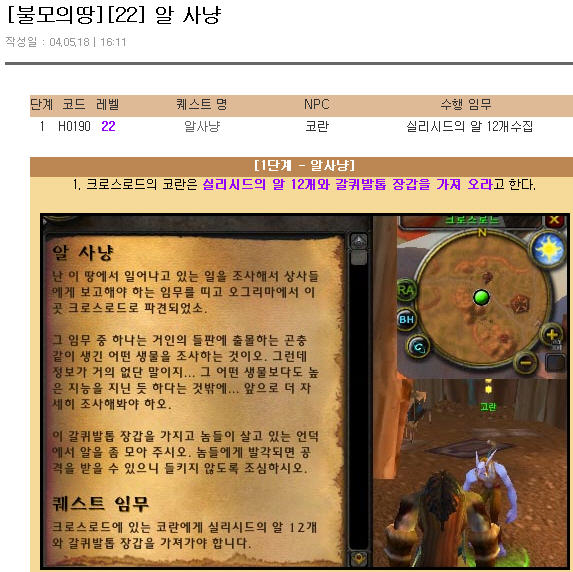 [불모의땅][22] 알 사냥
작성일 : 04,05,18 | 16:11
단계 코드 레벨 퀘스트 명 NPC 수행 임무
1 H0190 22 알사냥 코란 실리시드의 알 12개수집
[1단계 - 알사냥]
1. 크로스로드의 코란은 실리시드의 알 12개와 갈퀴발톱 장갑을 가져 오라고 한다.
크로스로드
N
알 사냥
난 이 땅에서 일어나고 있는 일을 조사해서 상사들
에게 보고해야 하는 임무를 띠고 오그리마에서 이
곳 크로스로드로 파견되었소.
RA
BH
그 임무 중 하나는 거인의 들판에 출몰하는 곤충
같이 생긴 어떤 생물을 조사하는 것이오. 그런데
정보가 거의 없단 말이지... 그 어떤 생물보다도 높
은 지능을 지닌 듯 하다는 것밖에... 앞으로 더 자
세히 조사해봐야 하오.
코란
이 갈퀴발톱 장갑을 가지고 놈들이 살고 있는 언덕
에서 알을 좀 모아 주시오. 놈들에게 발각되면 공
격을 받을 수 있으니 들키지 않도록 조심하시오.
퀘스트 임무
크로스로드에 있는 코란에게 실리시드의 알 12개
와 갈퀴발톱 장갑을 가져가야 합니다.